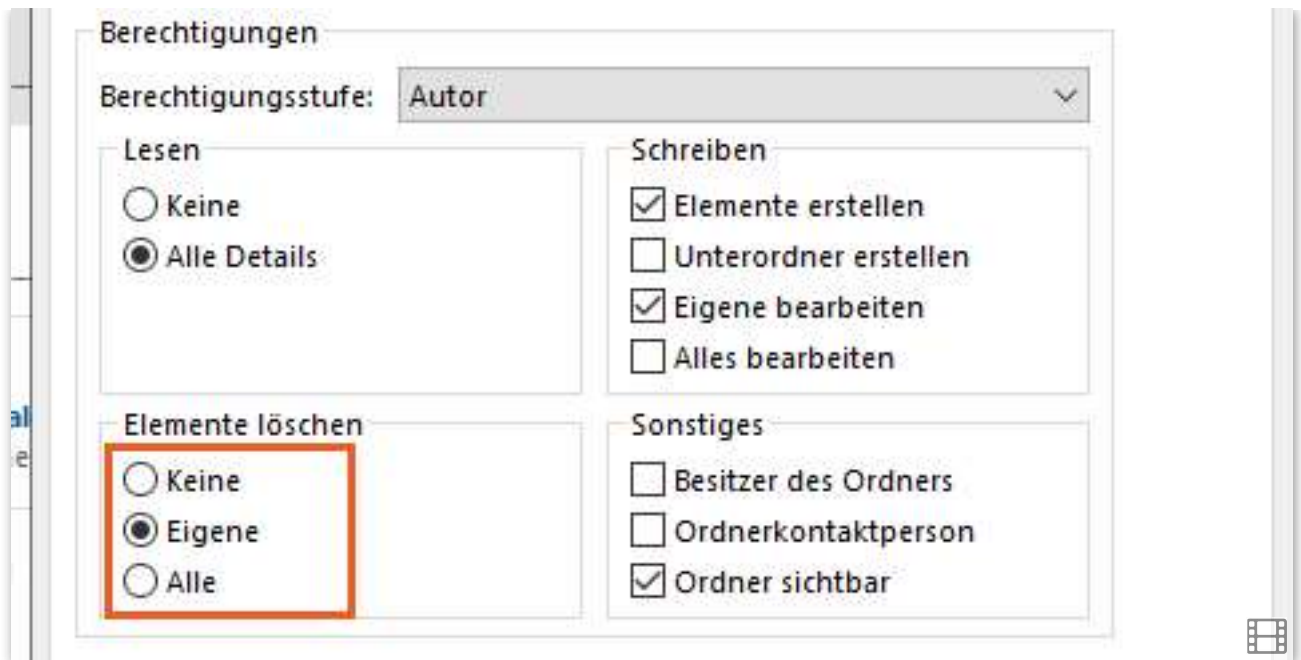 Berechtigungen
Berechtigungsstufe: Autor
Lesen
Keine
Alle Details
Schreiben
Elemente erstellen
Unterordner erstellen
Eigene bearbeiten
Alles bearbeiten
Elemente löschen
Keine
Eigene
Alle
Sonstiges
Besitzer des Ordners
Ordnerkontaktperson
Ordner sichtbar